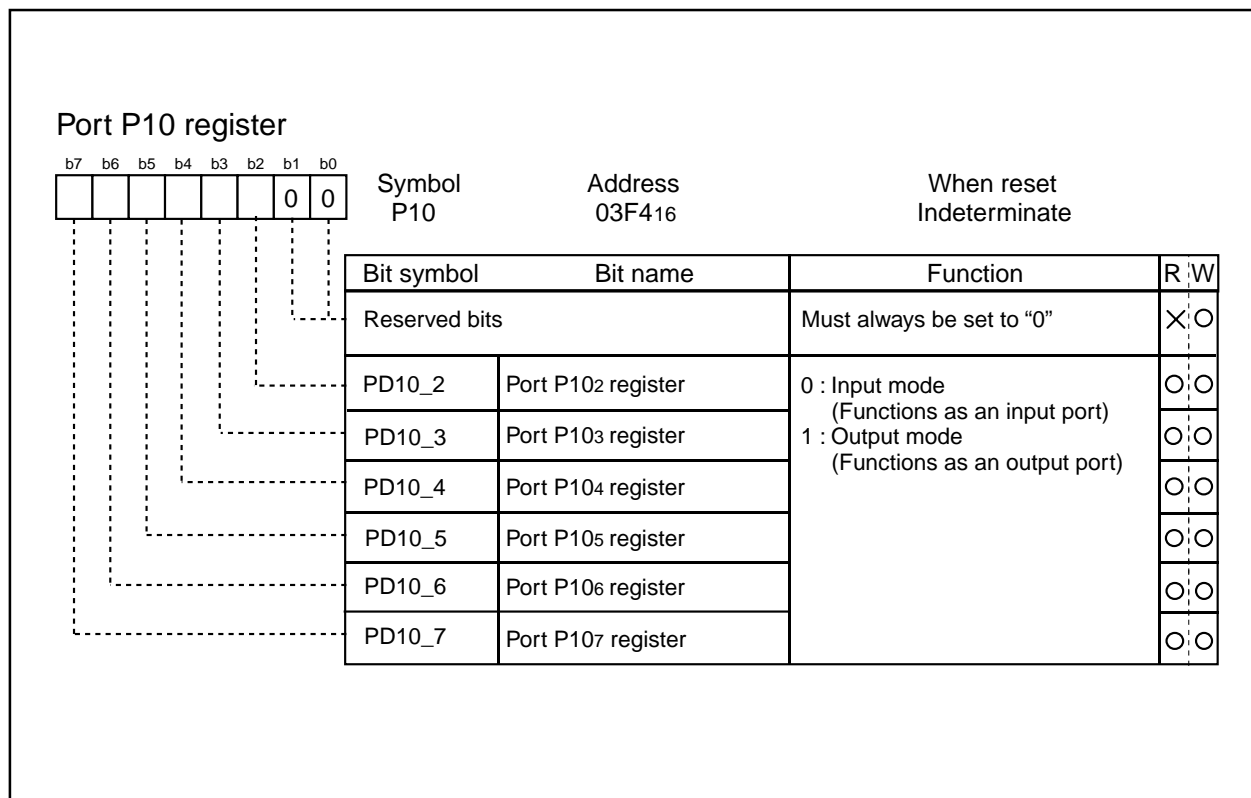 Port P10 register
b7 b6 b5 b4 b3 b2 b1 b0
0 0
Symbol Address When reset
P10 03F416 Indeterminate
Bit symbol Bit name Function R W
Reserved bits Must always be set to “0” X O
PD10_2 Port P102 register 0 : Input mode O O
(Functions as an input port)
PD10_3 Port P103 register 1 : Output mode O O
(Functions as an output port)
PD10_4 Port P104 register O O
PD10_5 Port P105 register O O
PD10_6 Port P106 register O O
PD10_7 Port P107 register O O